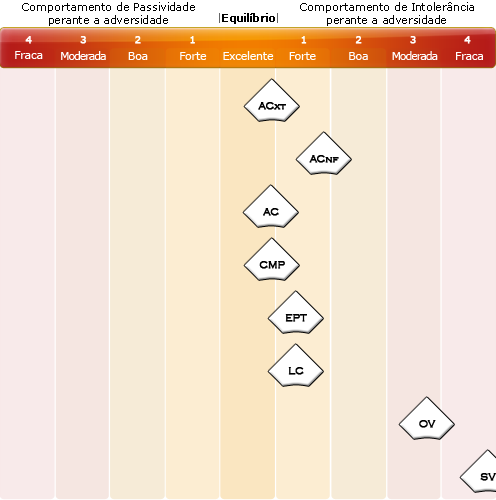 Comportamento de Passividade
perante a adversidade
|Equilíbrio|
Comportamento de Intolerância
perante a adversidade
4 3 2 1 1 2 3 4
Fraca Moderada Boa Forte Excelente Forte Boa Moderada Fraca
ACXT
ACNF
AC
CMP
EPT
LC
OV
SV